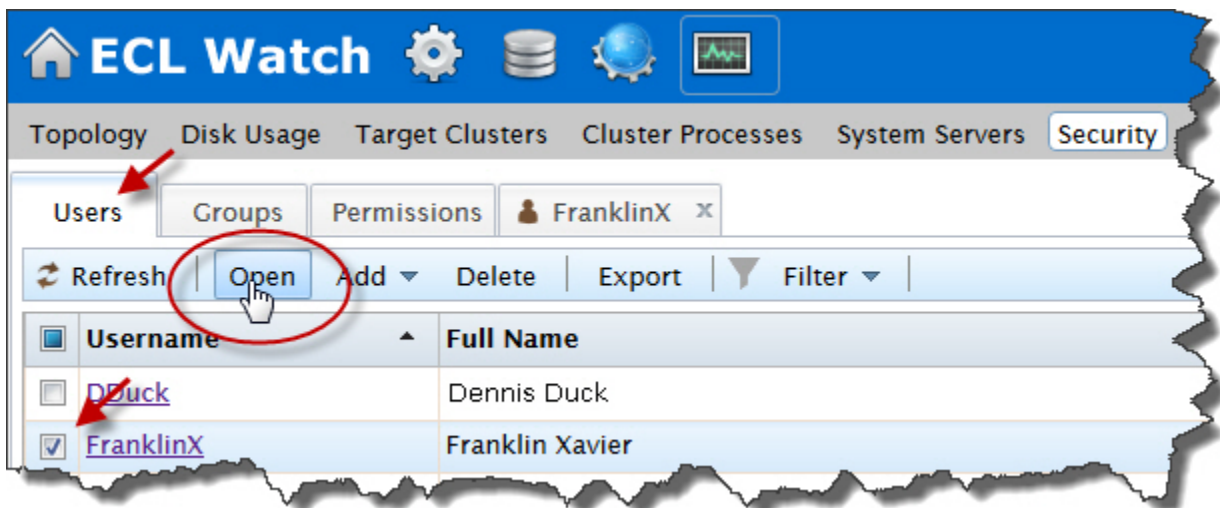 ECL Watch
Topology Disk Usage Target Clusters Cluster Processes System Servers Security
Users Groups Permissions FranklinX x
Refresh Open Add Delete Export Filter
Username Full Name
DDuck Dennis Duck
FranklinX Franklin Xavier